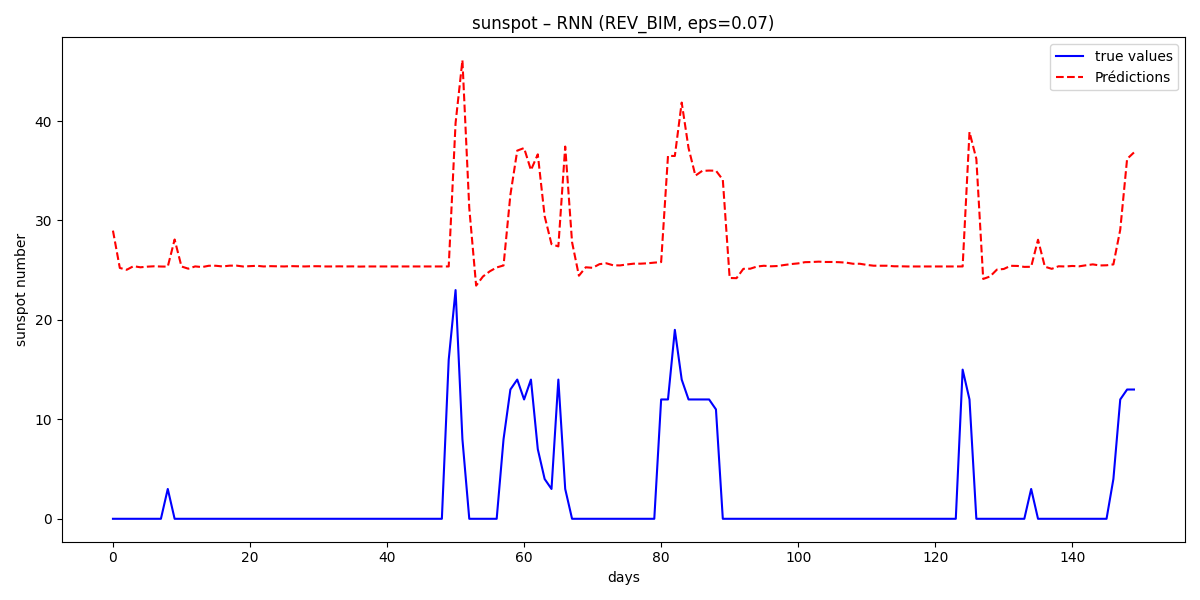 sunspot – RNN (REV_BIM, eps=0.07)
true values
Prédictions
sunspot number
40
30
20
10
0
0 20 40 60 80 100 120 140
days